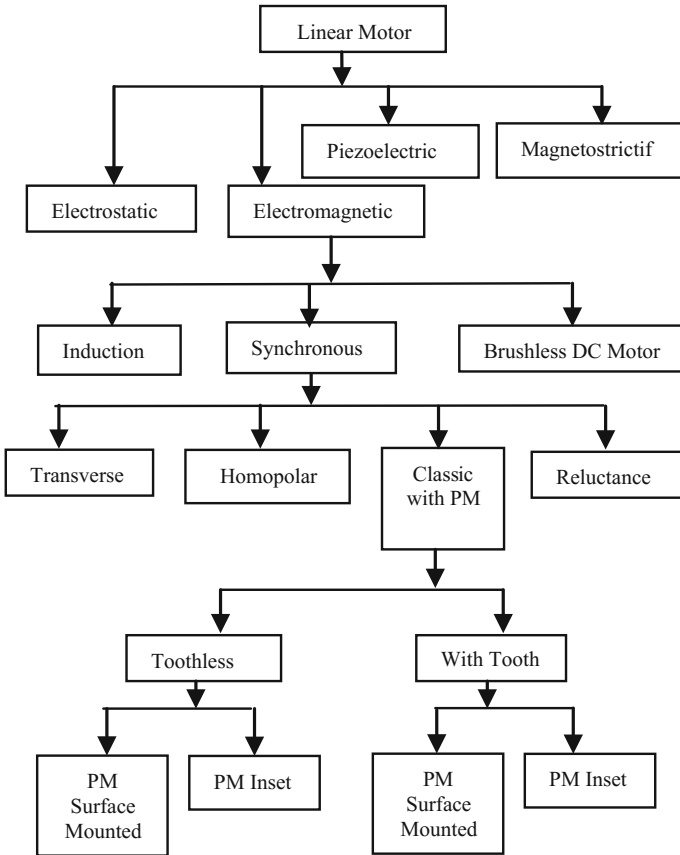 Linear Motor
Piezoelectric
Magnetostrictif
Electrostatic
Electromagnetic
Induction
Synchronous
Brushless DC Motor
Transverse
Homopolar
Classic
with PM
Reluctance
Toothless
With Tooth
PM
Surface
Mounted
PM Inset
PM
Surface
Mounted
PM Inset